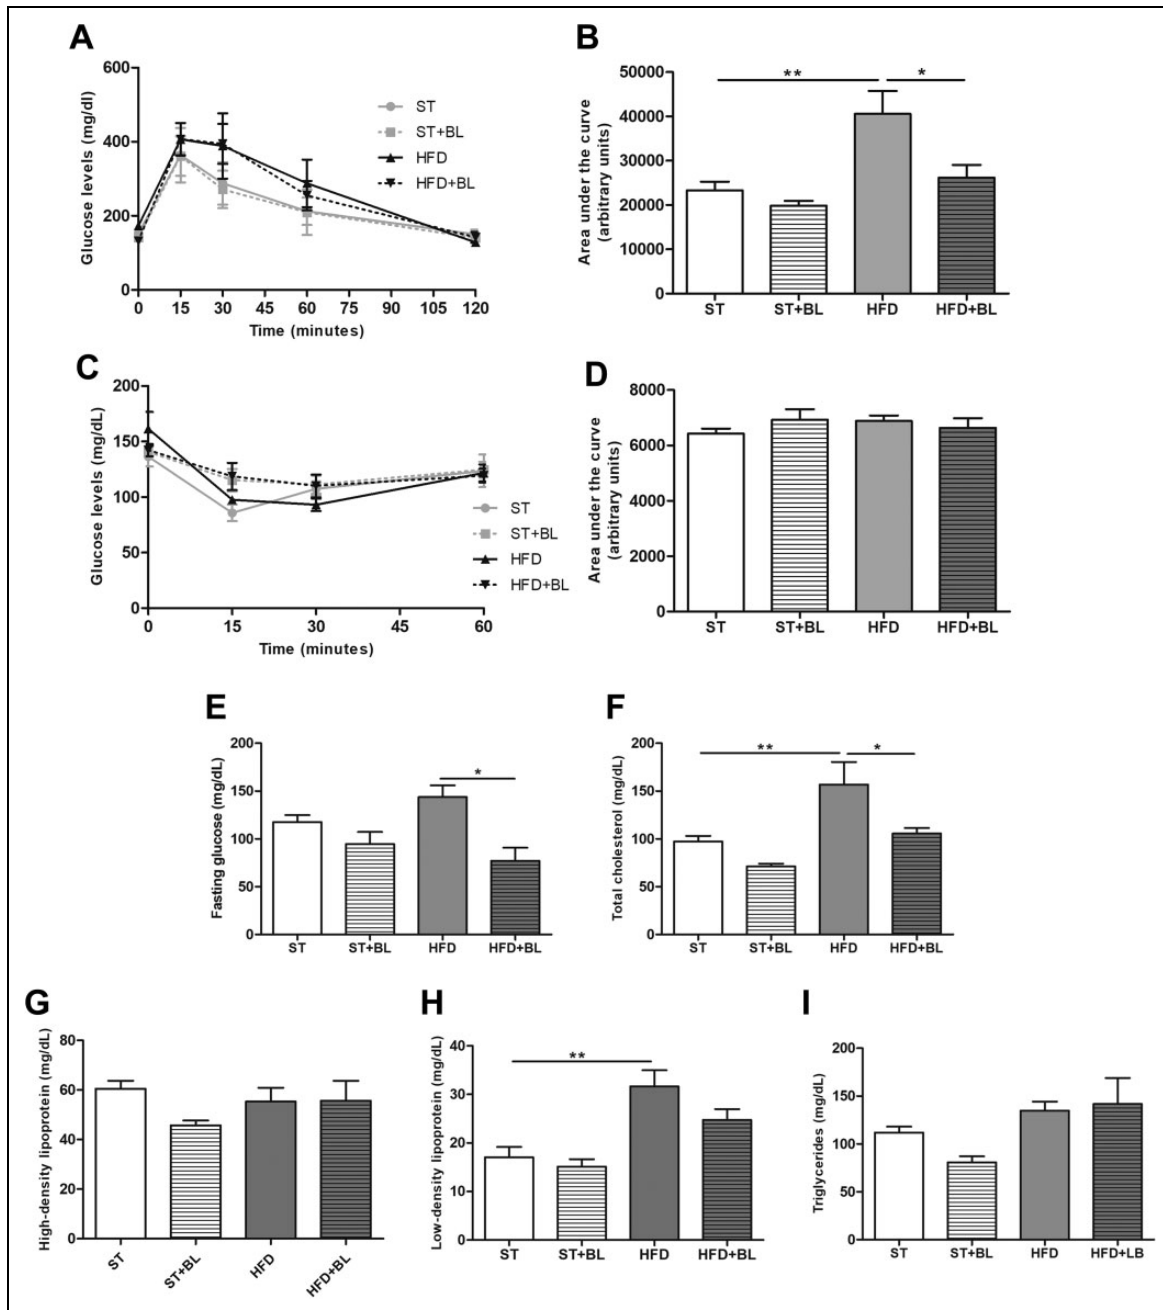 A
Glucose levels (mg/dl)
600
400
200
0
0 15 30 45 60 75 90 105 120
Time (minutes)
ST
ST+BL
HFD
HFD+BL
B
Area under the curve
(arbitrary units)
50000
40000
30000
20000
10000
0
** *
ST ST+BL HFD HFD+BL
C
Glucose levels (mg/dL)
200
150
100
50
0
0 15 30 45 60
Time (minutes)
ST
ST+BL
HFD
HFD+BL
D
Area under the curve
(arbitrary units)
8000
6000
4000
2000
0
ST ST+BL HFD HFD+BL
E
Fasting glucose (mg/dL)
200
150
100
50
0
*
ST ST+BL HFD HFD+BL
F
Total cholesterol (mg/dL)
200
150
100
50
0
** *
ST ST+BL HFD HFD+BL
G
High-density lipoprotein (mg/dL)
80
60
40
20
0
ST ST+BL HFD HFD+BL
H
Low-density lipoprotein (mg/dL)
40
30
20
10
0
**
ST ST+BL HFD HFD+BL
I
Triglycerides (mg/dL)
200
150
100
50
0
ST ST+BL HFD HFD+LB